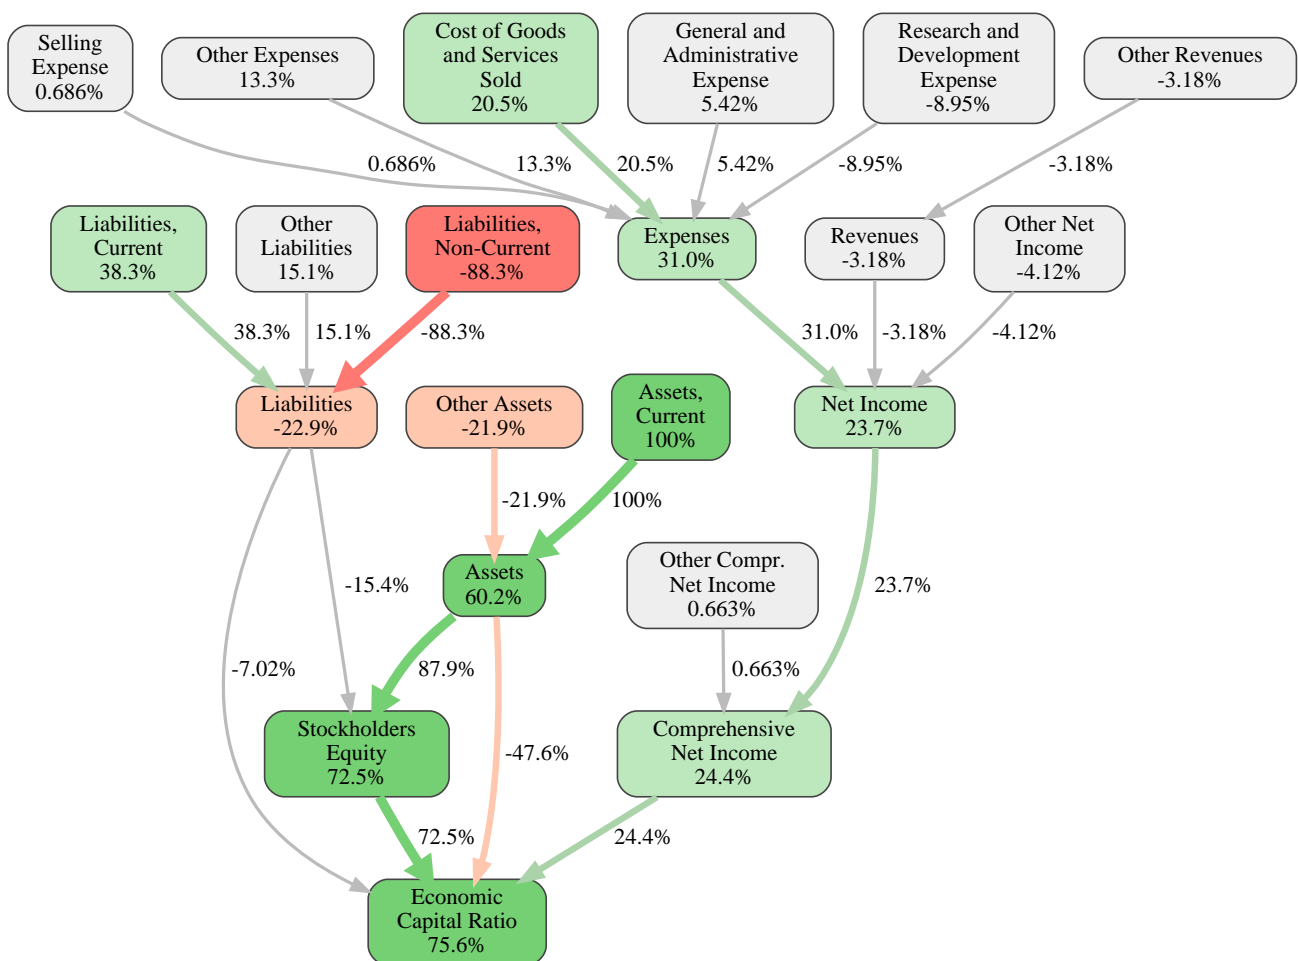 Selling
Expense
0.686%
Other Expenses
13.3%
Cost of Goods
and Services
Sold
20.5%
General and
Administrative
Expense
5.42%
Research and
Development
Expense
-8.95%
Other Revenues
-3.18%
0.686%
13.3%
20.5%
5.42%
-8.95%
-3.18%
Liabilities,
Current
38.3%
Other
Liabilities
15.1%
Liabilities,
Non-Current
-88.3%
Expenses
31.0%
Revenues
-3.18%
Other Net
Income
-4.12%
38.3%
15.1%
-88.3%
31.0%
-3.18%
-4.12%
Liabilities
-22.9%
Other Assets
-21.9%
Assets,
Current
100%
Net Income
23.7%
-21.9%
100%
Assets
60.2%
Other Compr.
Net Income
0.663%
-15.4%
23.7%
-7.02%
87.9%
0.663%
Stockholders
Equity
72.5%
-47.6%
Comprehensive
Net Income
24.4%
72.5%
24.4%
Economic
Capital Ratio
75.6%